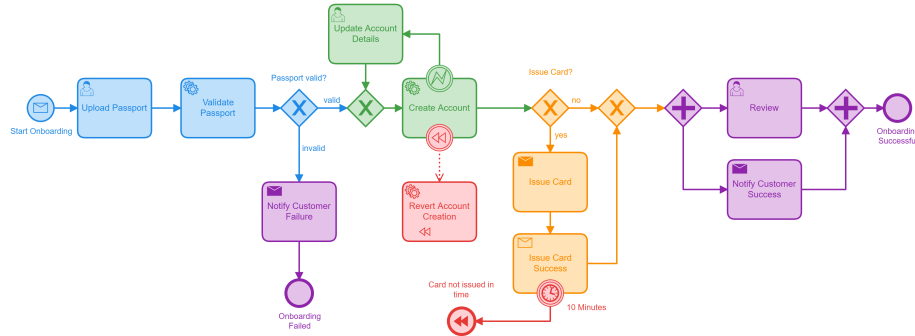 Start Onboarding
Upload Passport
Validate
Passport
Passport valid?
valid
invalid
Notify Customer
Failure
Onboarding
Failed
Update Account
Details
Create Account
Revert Account
Creation
Issue Card?
no
yes
Issue Card
Issue Card
Success
10 Minutes
Card not issued in
time
Review
Notify Customer
Success
Onboardin
Successfu